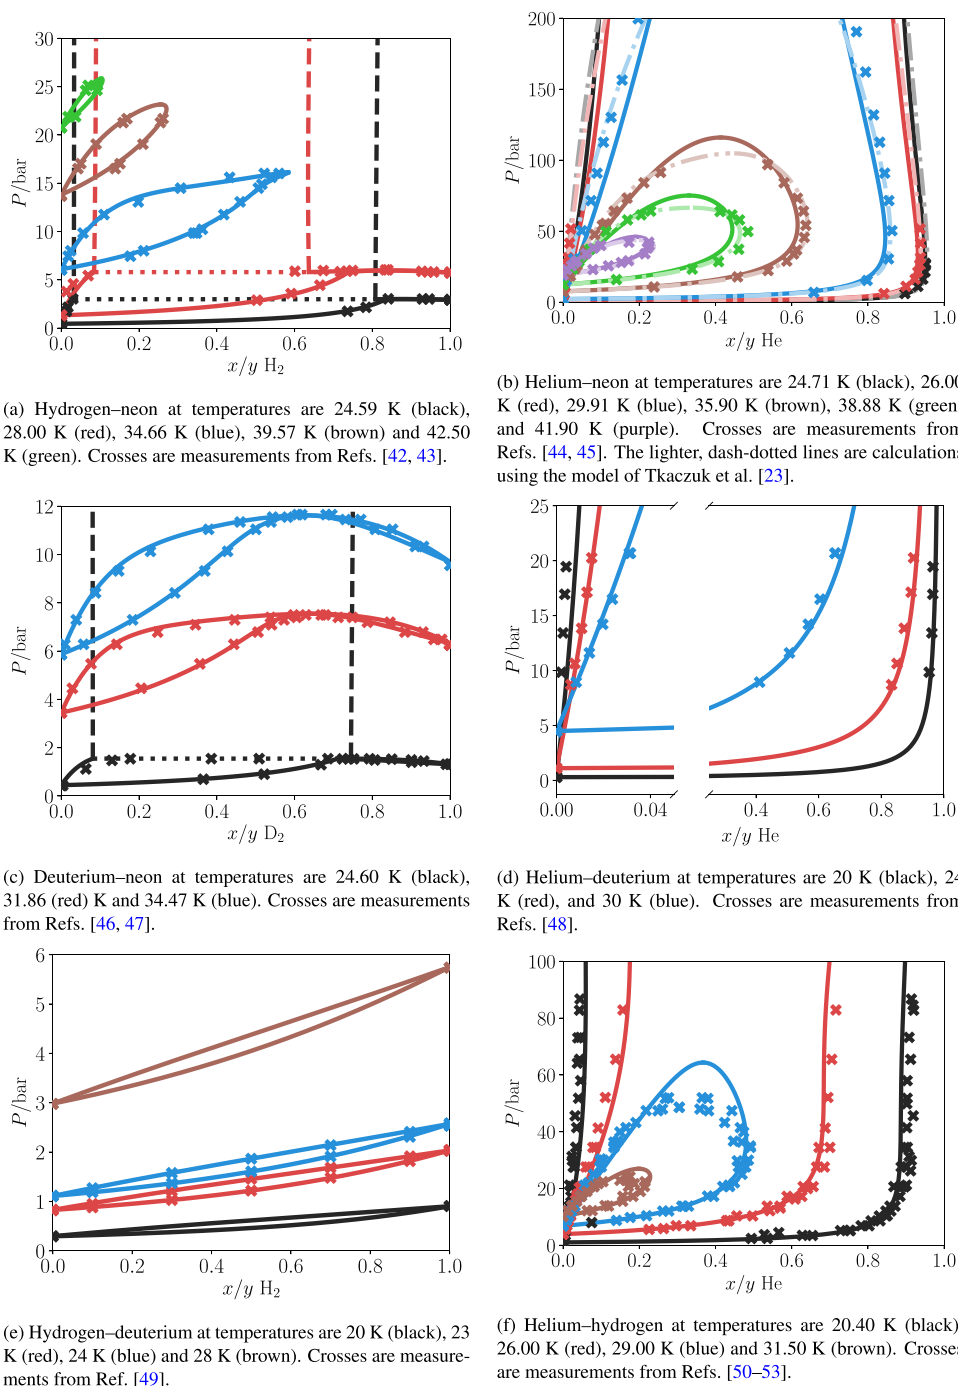 30
25
20
15
10
5
0
P/bar
0.0 0.2 0.4 0.6 0.8 1.0
x/y H₂
(a) Hydrogen–neon at temperatures are 24.59 K (black),
28.00 K (red), 34.66 K (blue), 39.57 K (brown) and 42.50
K (green). Crosses are measurements from Refs. [42, 43].
200
150
100
50
0
P/bar
0.0 0.2 0.4 0.6 0.8 1.0
x/y He
(b) Helium–neon at temperatures are 24.71 K (black), 26.00
K (red), 29.91 K (blue), 35.90 K (brown), 38.88 K (green
and 41.90 K (purple). Crosses are measurements from
Refs. [44, 45]. The lighter, dash-dotted lines are calculations
using the model of Tkaczuk et al. [23].
12
10
8
6
4
2
0
P/bar
0.0 0.2 0.4 0.6 0.8 1.0
x/y D₂
(c) Deuterium–neon at temperatures are 24.60 K (black),
31.86 (red) K and 34.47 K (blue). Crosses are measurements
from Refs. [46, 47].
25
20
15
10
5
0
P/bar
0.00 0.04 0.4 0.6 0.8 1.0
x/y He
(d) Helium–deuterium at temperatures are 20 K (black), 24
K (red), and 30 K (blue). Crosses are measurements from
Refs. [48].
6
5
4
3
2
1
0
P/bar
0.0 0.2 0.4 0.6 0.8 1.0
x/y H₂
(e) Hydrogen–deuterium at temperatures are 20 K (black), 23
K (red), 24 K (blue) and 28 K (brown). Crosses are measure-
ments from Ref. [49].
100
80
60
40
20
0
P/bar
0.0 0.2 0.4 0.6 0.8 1.0
x/y He
(f) Helium–hydrogen at temperatures are 20.40 K (black)
26.00 K (red), 29.00 K (blue) and 31.50 K (brown). Crosses
are measurements from Refs. [50–53].